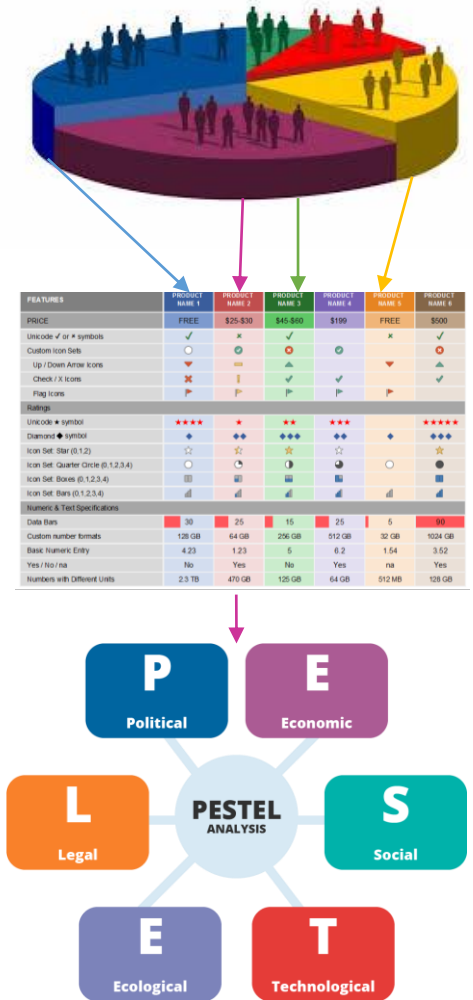 FEATURES PRODUCT NAME 1 PRODUCT NAME 2 PRODUCT NAME 3 PRODUCT NAME 4 PRODUCT NAME 5 PRODUCT NAME 6
PRICE FREE $25-$30 $45-$60 $199 FREE $500
Unicode √ or × symbols ✓ × ✓ × ✓
Custom Icon Sets
Up / Down Arrow Icons
Check / X Icons
Flag Icons
Ratings
Unicode ★ symbol ★★★★ ★ ★★ ★★★ ★★★★★
Diamond ◆ symbol ◆ ◆◆ ◆◆◆ ◆◆ ◆ ◆◆◆
Icon Set: Star (0,1,2)
Icon Set: Quarter Circle (0,1,2,3,4)
Icon Set: Boxes (0,1,2,3,4)
Icon Set: Bars (0,1,2,3,4)
Numeric & Text Specifications
Data Bars 30 25 15 25 5 90
Custom number formats 128 GB 64 GB 256 GB 512 GB 32 GB 1024 GB
Basic Numeric Entry 4.23 1.23 5 6.2 1.54 3.52
Yes / No / na No Yes No Yes na Yes
Numbers with Different Units 2.3 TB 470 GB 125 GB 64 GB 512 MB 128 GB
P
Political
E
Economic
L
Legal
PESTEL
ANALYSIS
S
Social
E
Ecological
T
Technological